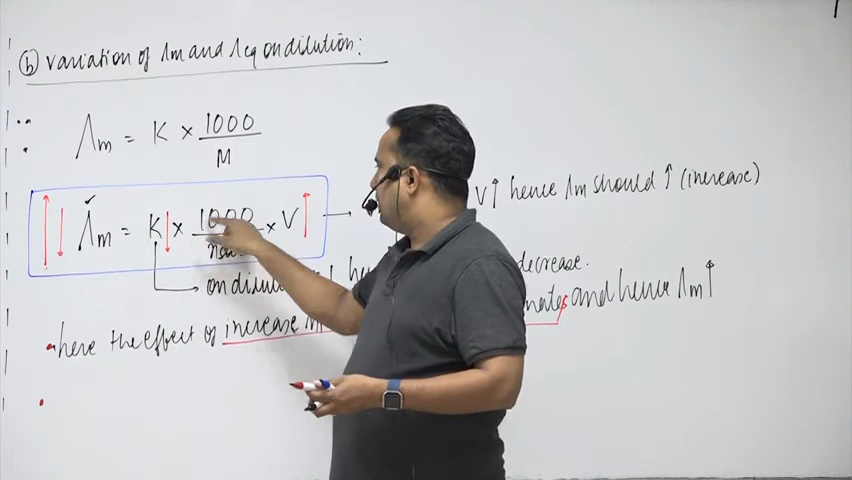 (b) variation of Λm and Λeq on dilution:
∴ Λm = K × 1000/M
Λm = K↓ × 1000/ × V↑ → V↑ hence Λm should ↑ (increase)
→ on dilution decrease.
here the effect of increase in and hence Λm↑